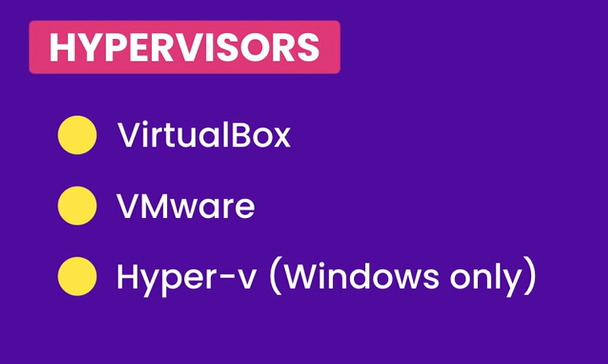 HYPERVISORS
VirtualBox
VMware
Hyper-v (Windows only)